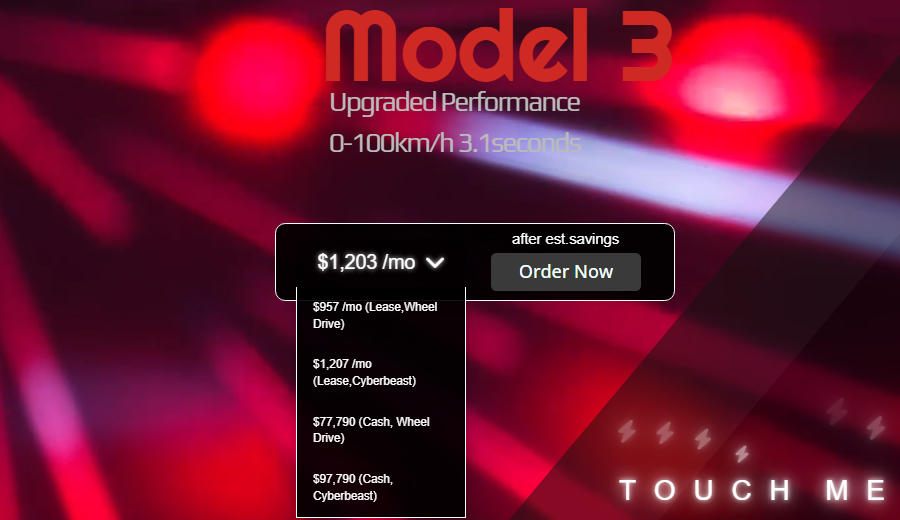 Model 3
Upgraded Performance
0-100km/h 3.1seconds
after est.savings
$1,203 /mo
Order Now
$957 /mo (Lease,Wheel
Drive)
$1,207 /mo
(Lease,Cyberbeast)
$77,790 (Cash, Wheel
Drive)
$97,790 (Cash,
Cyberbeast)
TOUCH ME